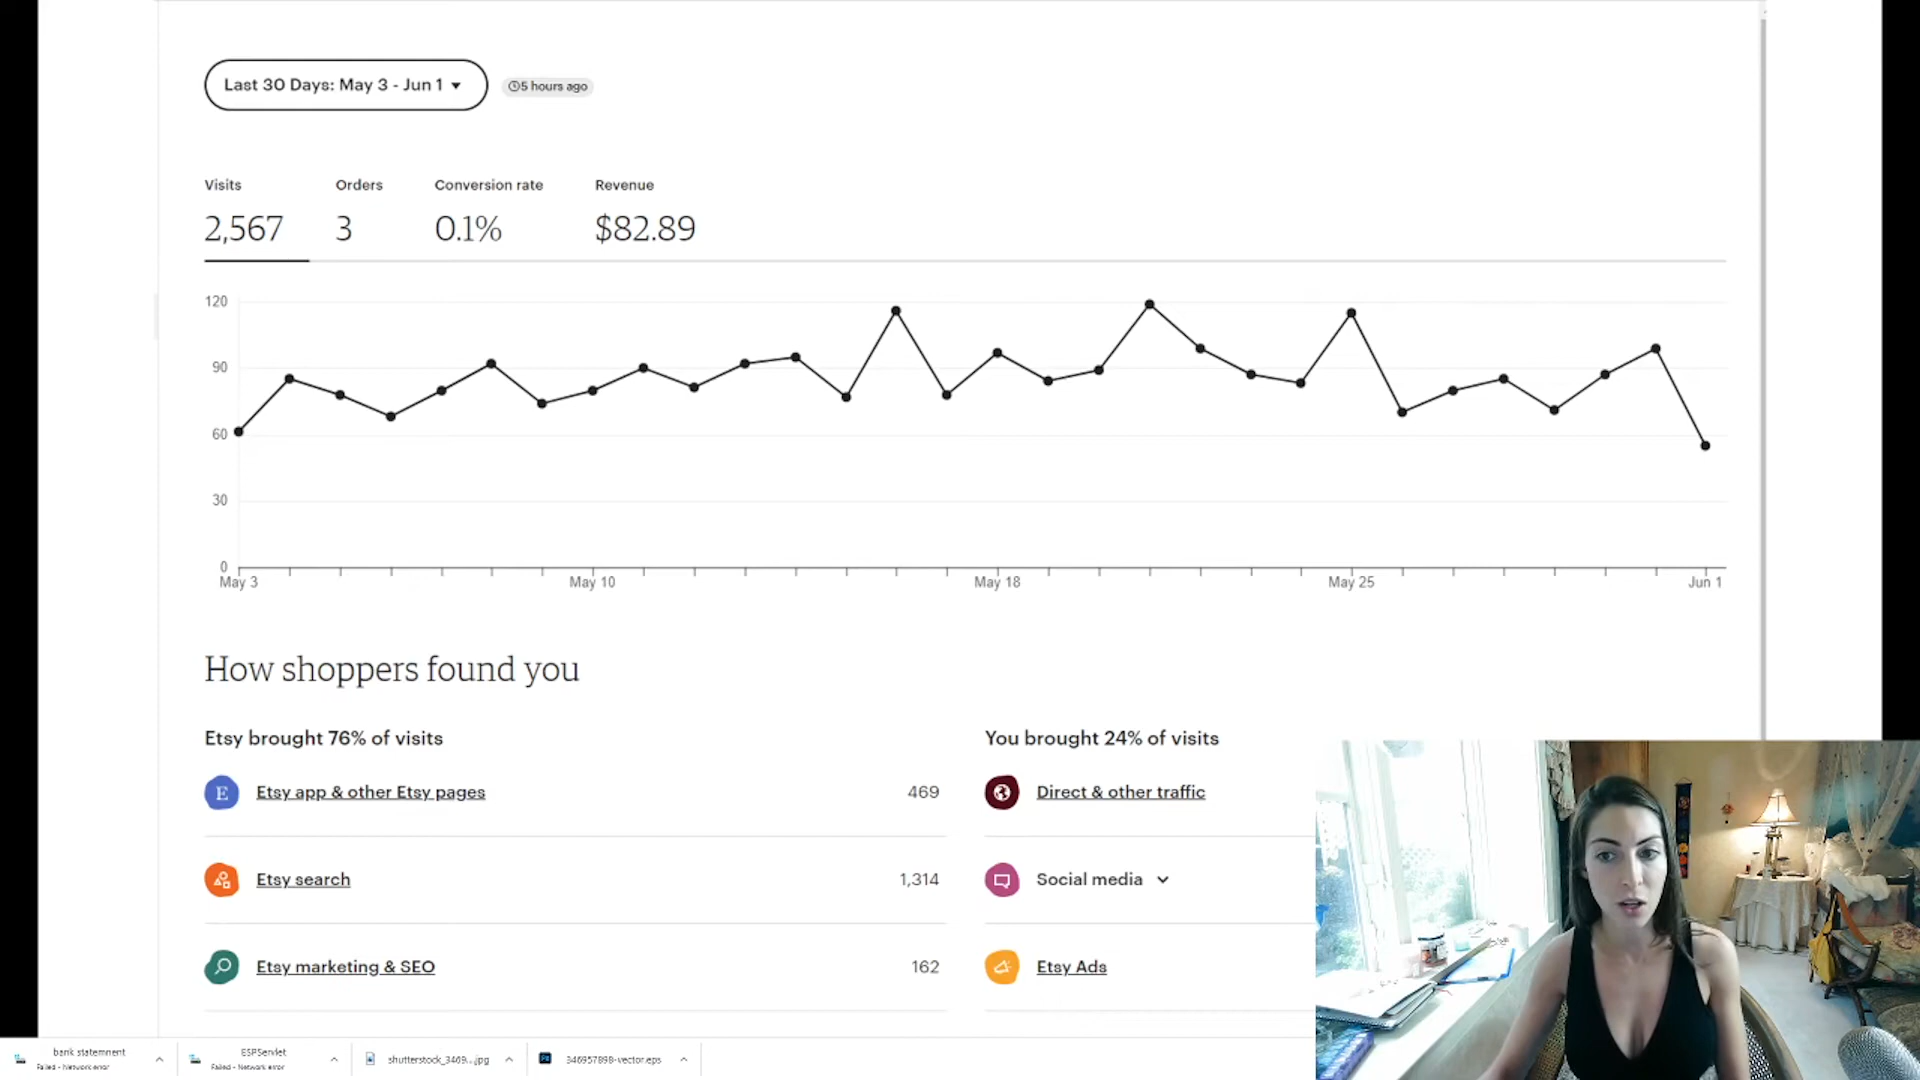 Last 30 Days: May 3 - Jun 1
5 hours ago
Visits Orders Conversion rate Revenue
2,567 3 0.1% $82.89
120
90
60
30
0
May 3 May 10 May 18 May 25 Jun 1
How shoppers found you
Etsy brought 76% of visits
E Etsy app & other Etsy pages 469
Etsy search 1,314
Etsy marketing & SEO 162
You brought 24% of visits
Direct & other traffic
Social media
Etsy Ads
bank statemnent
Failed - Network error
ESPServlet
Failed - Network error
shutterstock_3469....jpg
346957898-vector.eps